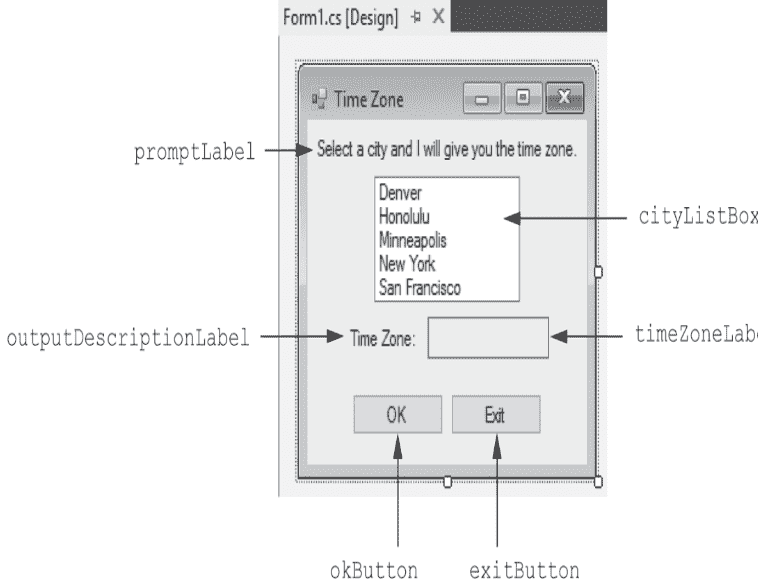 Form1.cs [Design]
Time Zone
promptLabel
Select a city and I will give you the time zone.
Denver
Honolulu
Minneapolis
New York
San Francisco
cityListBox
outputDescriptionLabel
Time Zone:
timeZoneLabe
OK
Exit
okButton
exitButton